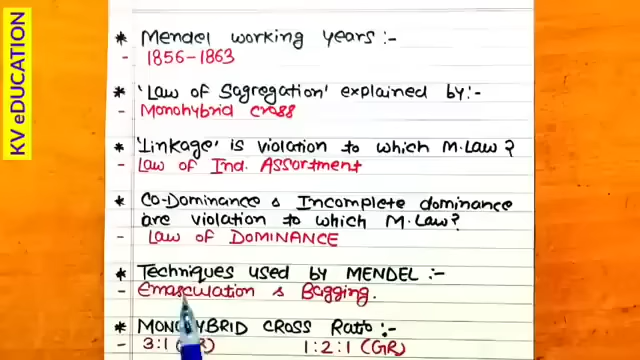 KV eDUCATION
* Mendel working years :-
- 1856-1863
* 'Law of Sagregation' explained by:-
- Monohybrid cross
* 'Linkage' is violation to which M.Law?
- Law of Ind. Assortment
* Co-Dominance & Incomplete dominance
are violation to which M.Law?
- Law of DOMINANCE
* Techniques used by MENDEL :-
- Emasculation & Bagging.
* MONOHYBRID CROSS Ratio :-
- 3:1 1:2:1 (GR)